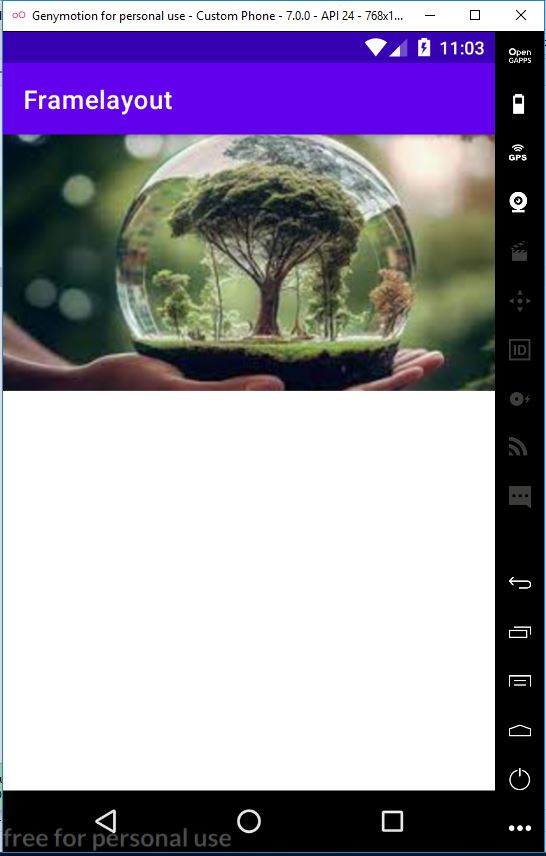 Genymotion for personal use - Custom Phone - 7.0.0 - API 24 - 768x1...
11:03
Open
GAPPS
Framelayout
GPS
ID
free for personal use